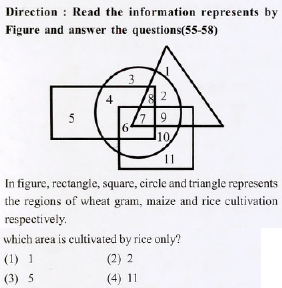 Direction : Read the information represents by
Figure and answer the questions(55-58)
1
3
4
8 2
5
7 9
6
10
11
In figure, rectangle, square, circle and triangle represents
the regions of wheat gram, maize and rice cultivation
respectively.
which area is cultivated by rice only?
(1) 1 (2) 2
(3) 5 (4) 11